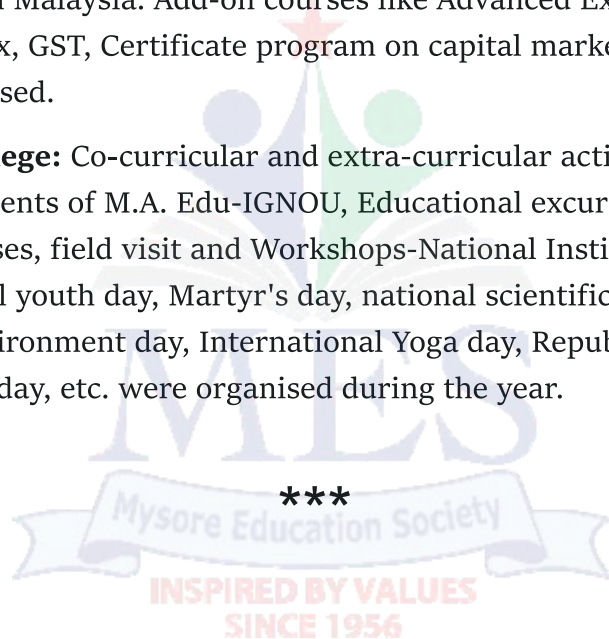 Malaysia. Add-on courses like Advanced Ex
x, GST, Certificate program on capital marke
sed.
ege: Co-curricular and extra-curricular acti
ents of M.A. Edu-IGNOU, Educational excur
ses, field visit and Workshops-National Insti
l youth day, Martyr's day, national scientific
ironment day, International Yoga day, Repub
day, etc. were organised during the year.
MES
***
Mysore Education Society
INSPIRED BY VALUES
SINCE 1956